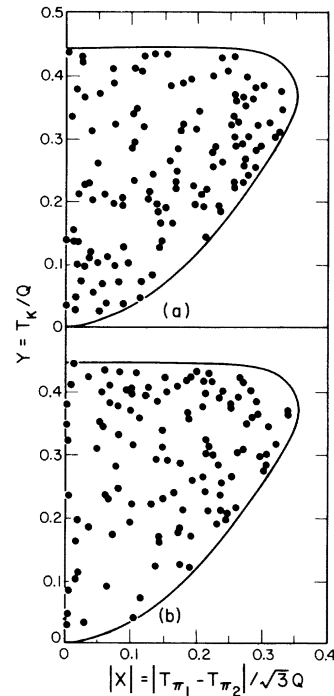 0.5
0.4
0.3
0.2
0.1
0
(a)
Y = T_K/Q
0.4
0.3
0.2
0.1
0
(b)
0 0.1 0.2 0.3 0.4
|X| = |T_π₁ - T_π₂| / √3 Q